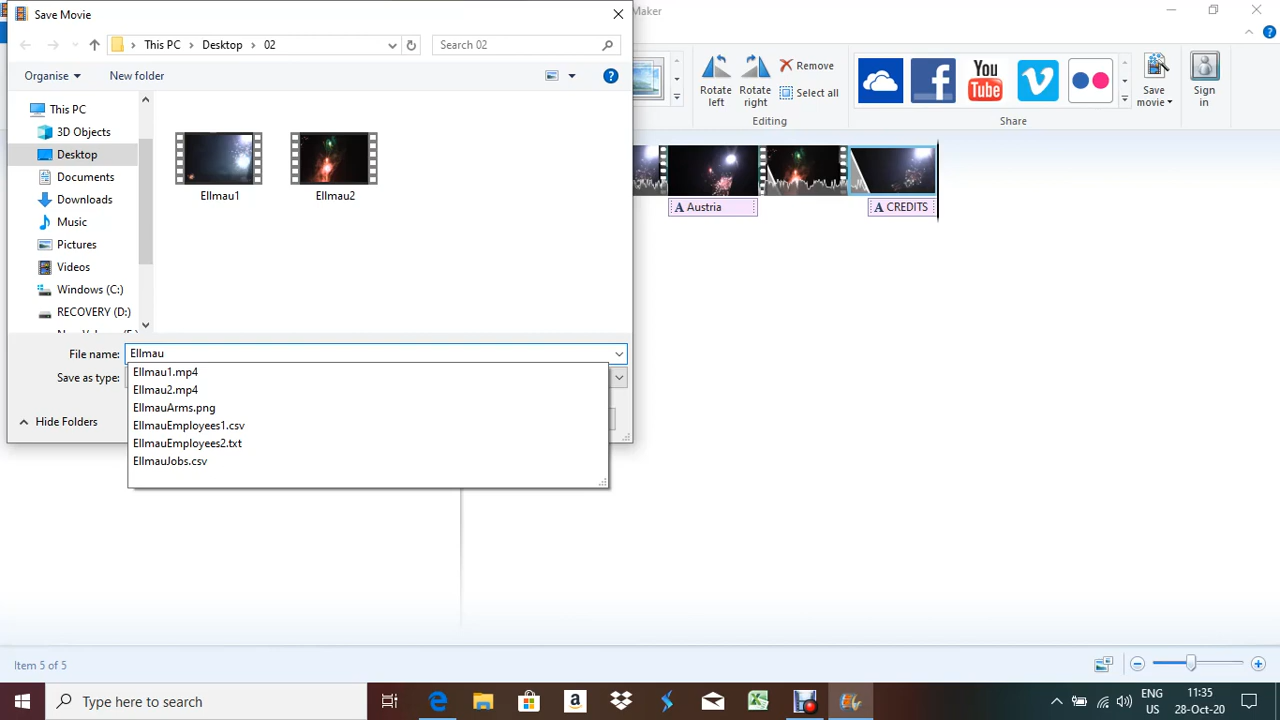 Save Movie
Maker
This PC
Desktop
02
Search 02
Organise
New folder
Remove
Select all
Rotate left
Rotate right
Editing
You Tube
Save movie
Sign in
Share
This PC
3D Objects
Desktop
Documents
Downloads
Music
Pictures
Videos
Windows (C:)
RECOVERY (D:)
Ellmau1
Ellmau2
Austria
CREDITS
File name:
Ellmau
Save as type:
Ellmau1.mp4
Ellmau2.mp4
EllmauArms.png
EllmauEmployees1.csv
EllmauEmployees2.txt
EllmauJobs.csv
Hide Folders
Item 5 of 5
Type here to search
ENG
US
11:35
28-Oct-20